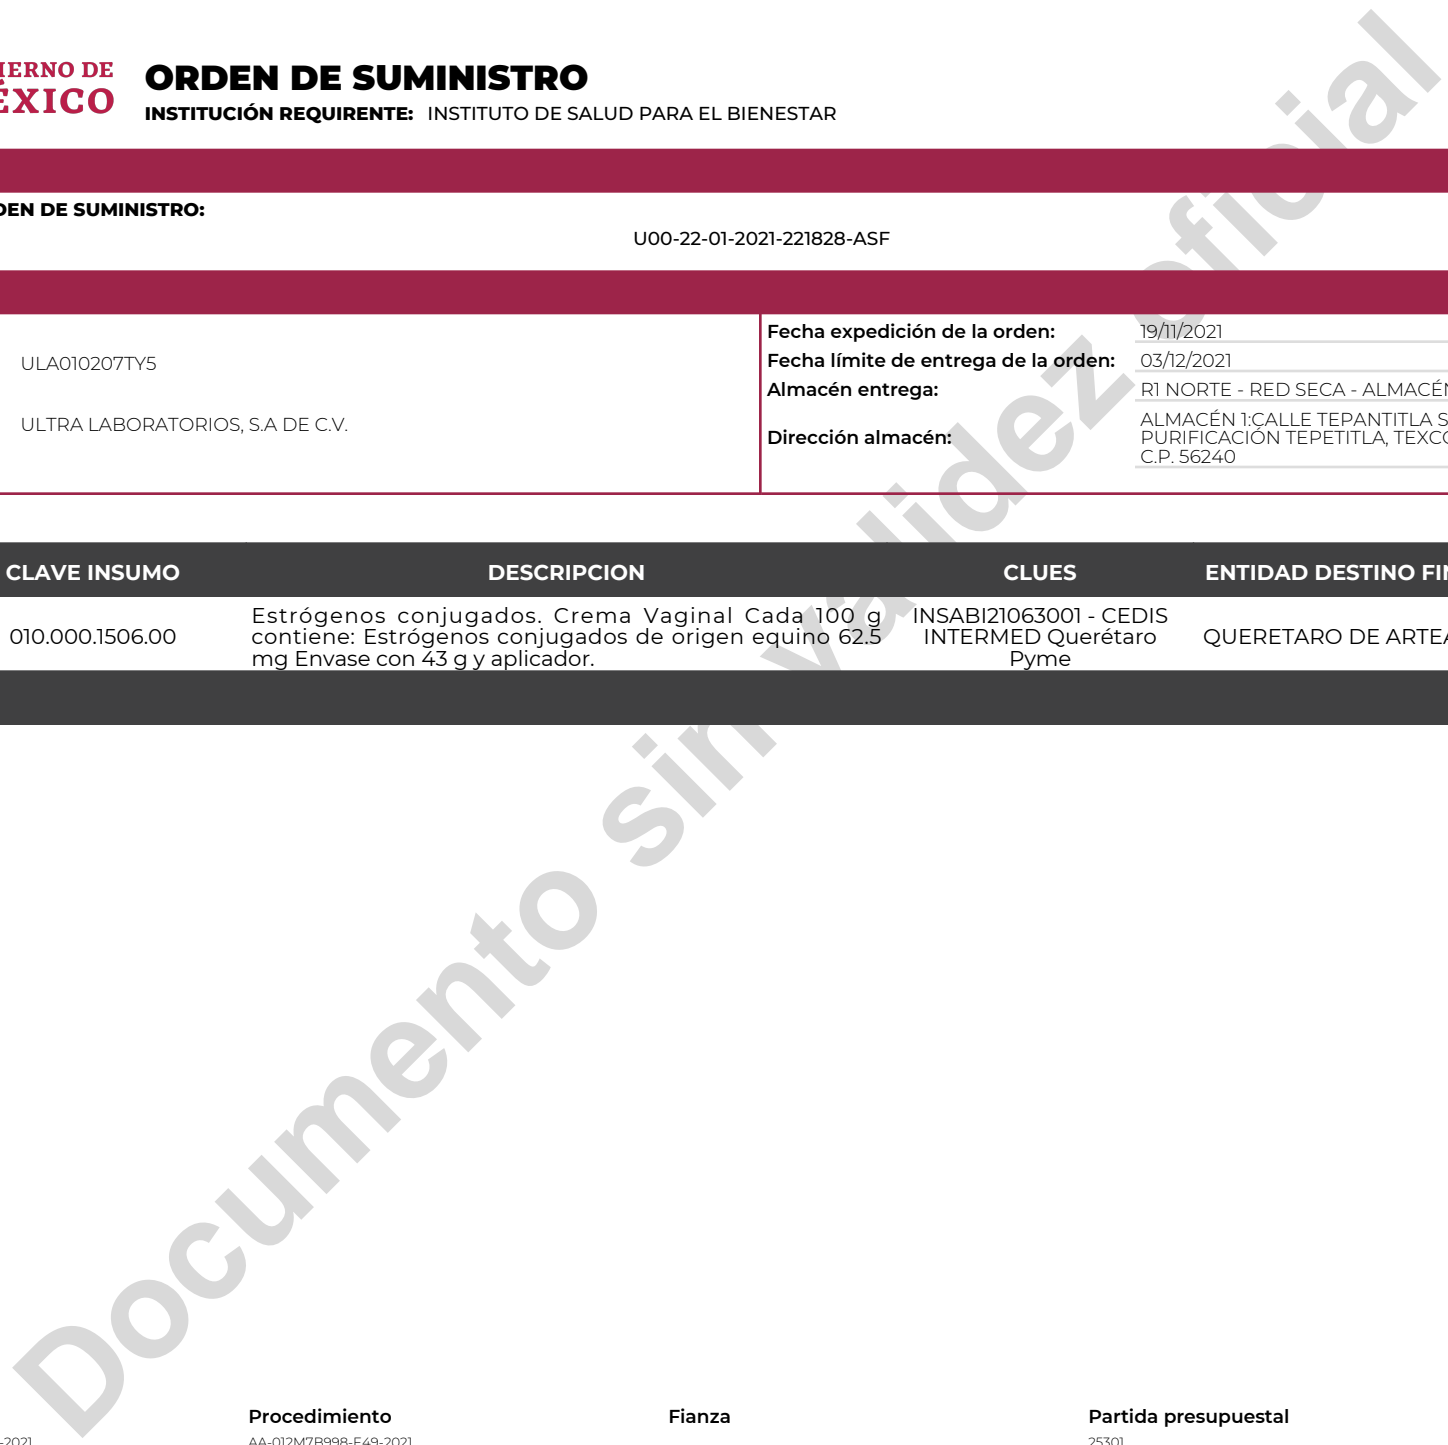 IERNO DE
ÉXICO
ORDEN DE SUMINISTRO
INSTITUCIÓN REQUIRENTE: INSTITUTO DE SALUD PARA EL BIENESTAR
DEN DE SUMINISTRO:
U00-22-01-2021-221828-ASF
ULA010207TY5
ULTRA LABORATORIOS, S.A DE C.V.
Fecha expedición de la orden: 19/11/2021
Fecha límite de entrega de la orden: 03/12/2021
Almacén entrega: R1 NORTE - RED SECA - ALMACÉN
Dirección almacén: ALMACÉN 1:CALLE TEPANTITLA S
PURIFICACIÓN TEPETITLA, TEXCO
C.P. 56240
CLAVE INSUMO DESCRIPCION CLUES ENTIDAD DESTINO FIN
010.000.1506.00
Estrógenos conjugados. Crema Vaginal Cada 100 g
contiene: Estrógenos conjugados de origen equino 62.5
mg Envase con 43 g y aplicador.
INSABI21063001 - CEDIS
INTERMED Querétaro
Pyme
QUERETARO DE ARTEA
Documento sin validez oficial
Procedimiento Fianza Partida presupuestal
-2021 AA-012M7B998-E49-2021 25301